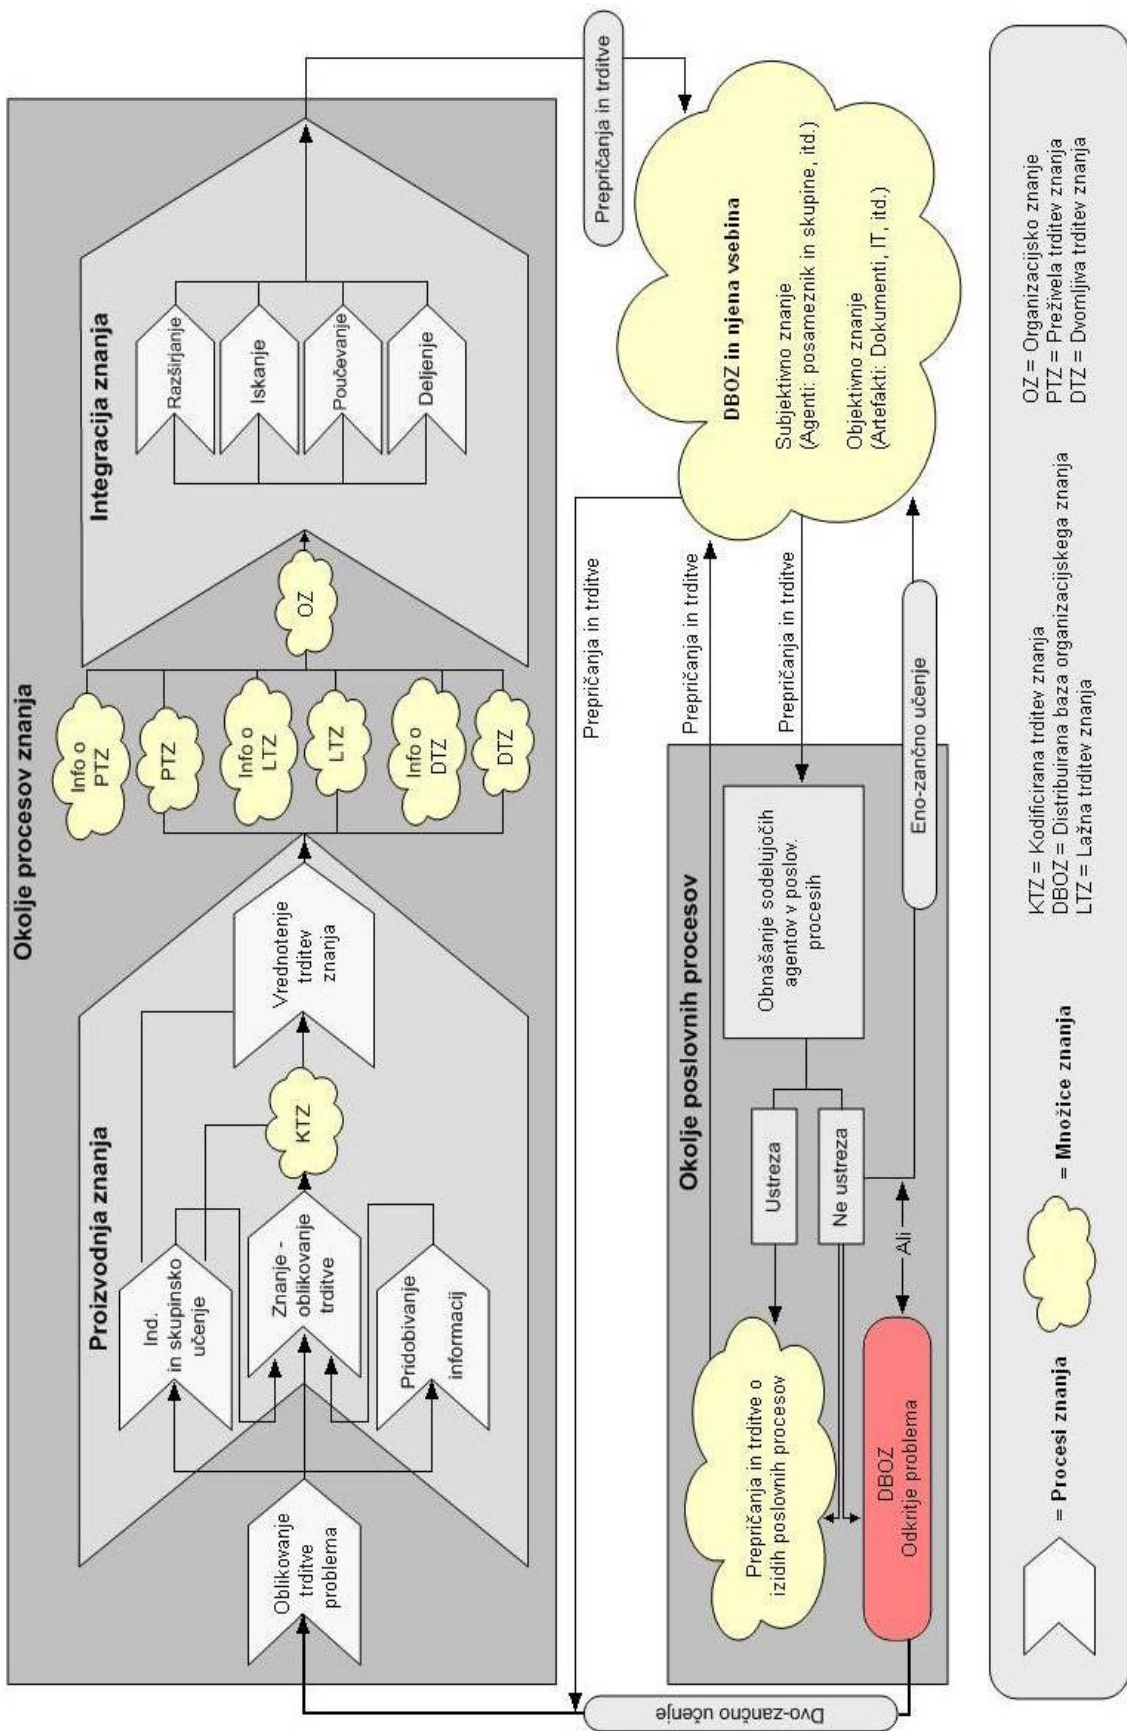 Okolje procesov znanja
Proizvodnja znanja
Integracija znanja
Oblikovanje
trditve
problema
Ind.
in skupinsko
učenje
Znanje -
oblikovanje
trditve
Pridobivanje
informacij
KTZ
Vrednotenje
trditev
znanja
Info o
PTZ
PTZ
Info o
LTZ
LTZ
Info o
DTZ
DTZ
OZ
Razširjanje
Iskanje
Poučevanje
Deljenje
Prepričanja in trditve
Prepričanja in trditve
Prepričanja in trditve
Prepričanja in trditve
DBOZ in njena vsebina
Subjektivno znanje
(Agenti: posameznik in skupine, itd.)
Objektivno znanje
(Artefakti: Dokumenti, IT, itd.)
Okolje poslovnih procesov
Prepričanja in trditve o
izidih poslovnih procesov
Ustreza
Ne ustreza
Obnašanje sodelujočih
agentov v poslov.
procesih
Ali
DBOZ
Odkritje problema
Eno-zančno učenje
Dvo-zančno učenje
= Procesi znanja
= Množice znanja
KTZ = Kodificirana trditev znanja
DBOZ = Distribuirana baza organizacijskega znanja
LTZ = Lažna trditev znanja
OZ = Organizacijsko znanje
PTZ = Preživela trditev znanja
DTZ = Dvomljiva trditev znanja